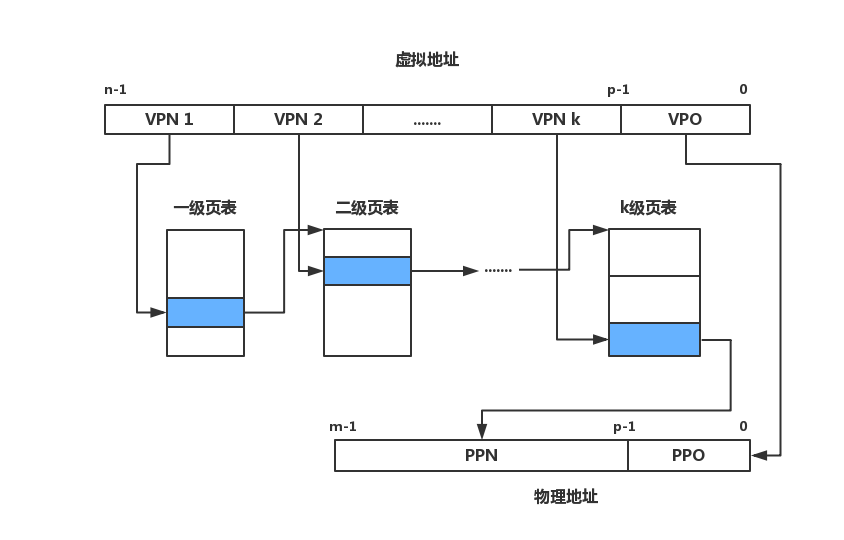 虚拟地址
n-1 p-1 0
VPN 1 VPN 2 ....... VPN k VPO
一级页表 二级页表 k级页表
.......
m-1 p-1 0
PPN PPO
物理地址